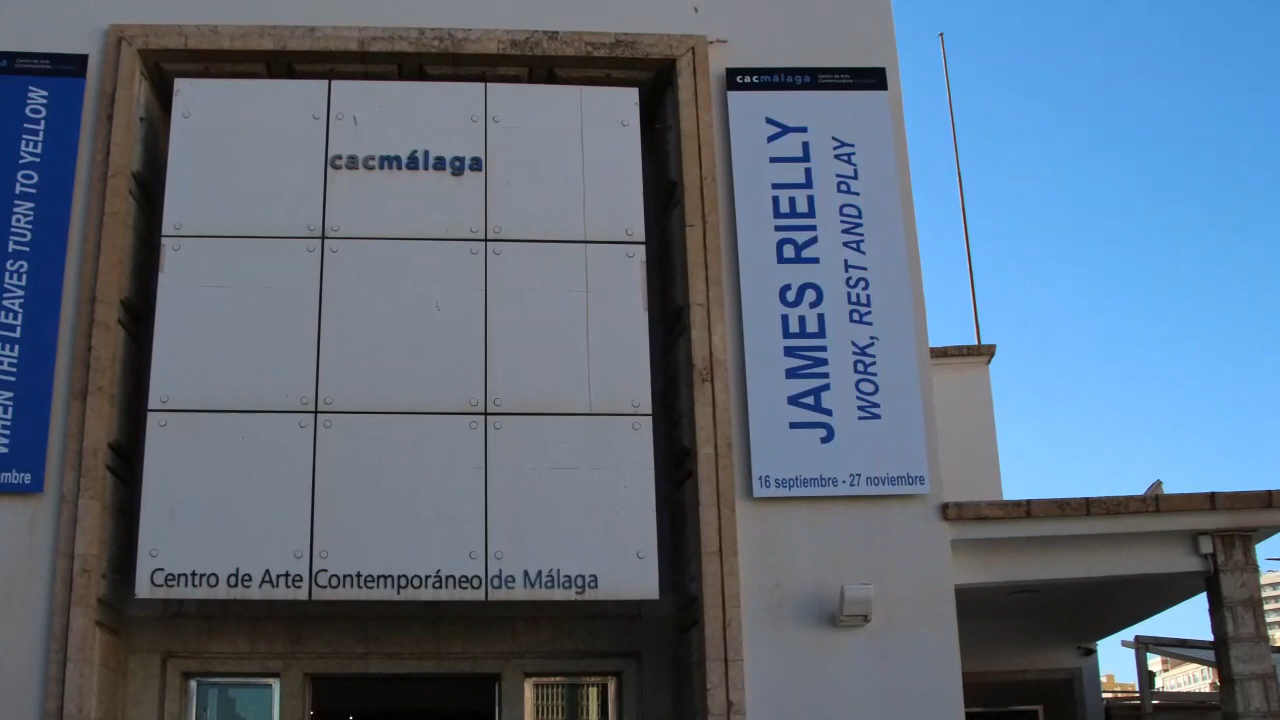 WHEN THE LEAVES TURN TO YELLOW
cacmálaga
Centro de Arte Contemporáneo de Málaga
cacmálaga
JAMES RIELLY
WORK, REST AND PLAY
16 septiembre - 27 noviembre